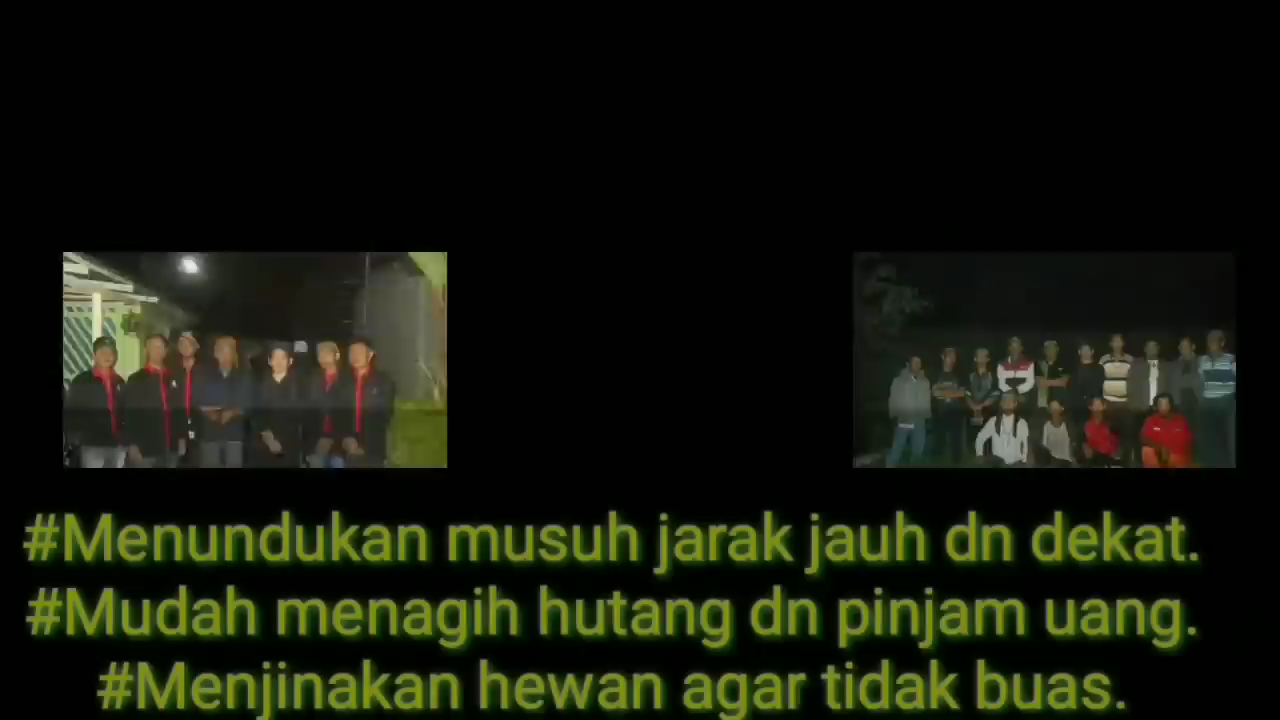 #Menundukan musuh jarak jauh dn dekat.
#Mudah menagih hutang dn pinjam uang.
#Menjinakan hewan agar tidak buas.